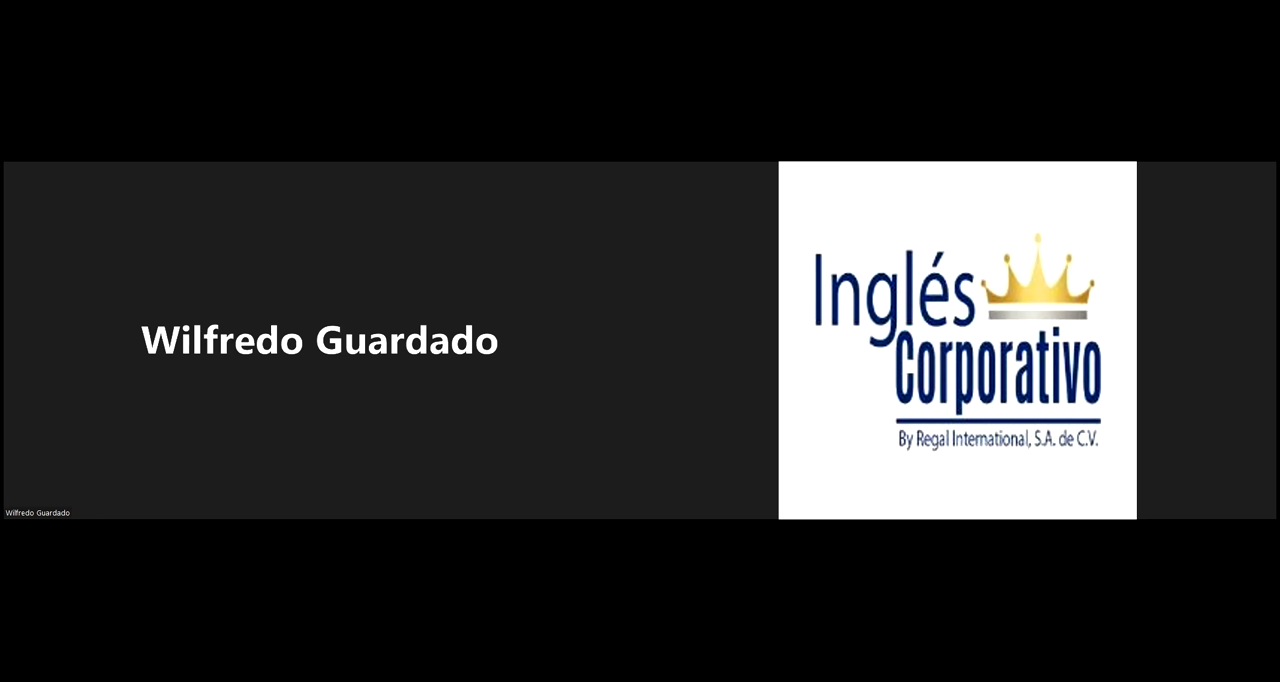 Wilfredo Guardado
Inglés
Corporativo
By Regal International, S.A. de C.V.
Wilfredo Guardado